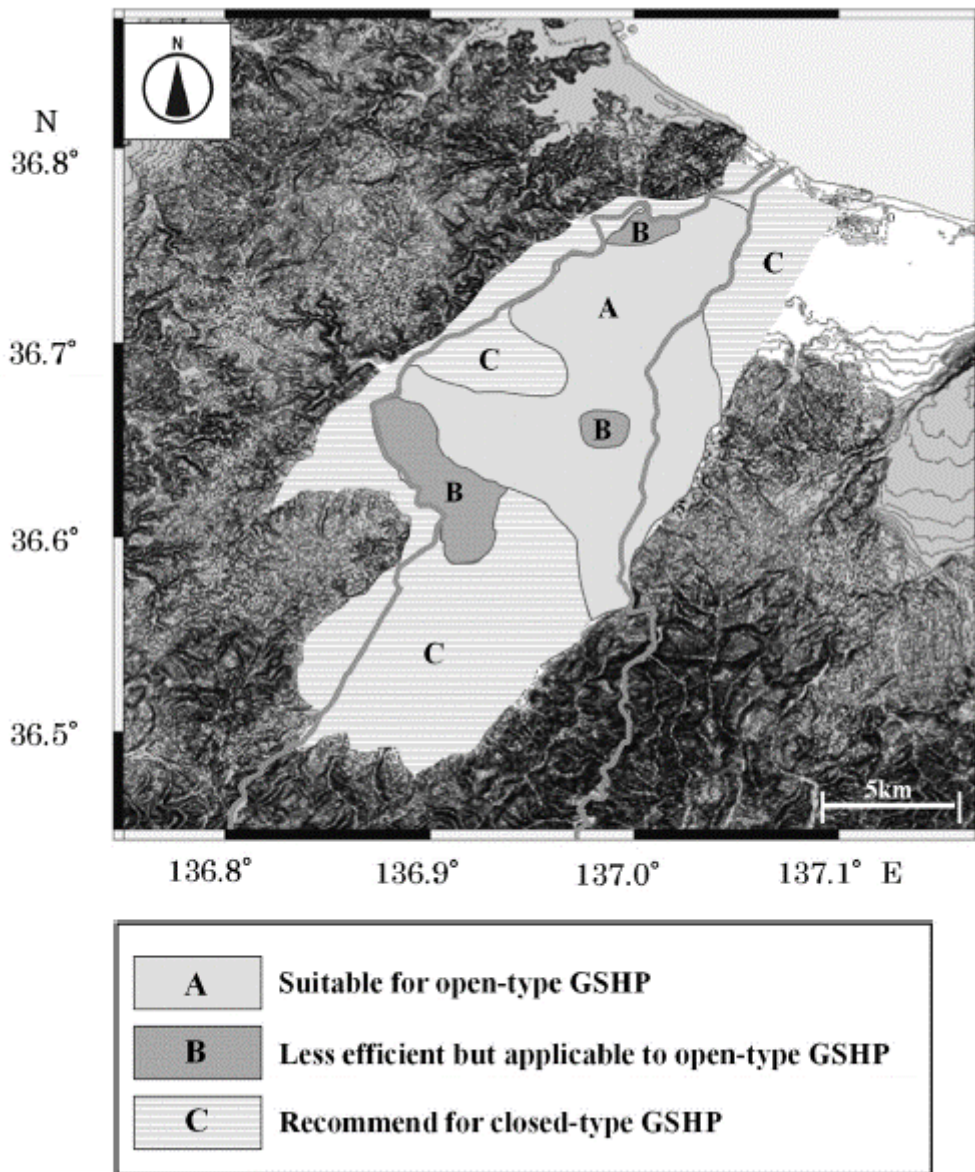 N
N
36.8°
B
C
A
36.7°
C
B
B
36.6°
C
36.5°
5km
136.8° 136.9° 137.0° 137.1° E
A Suitable for open-type GSHP
B Less efficient but applicable to open-type GSHP
C Recommend for closed-type GSHP